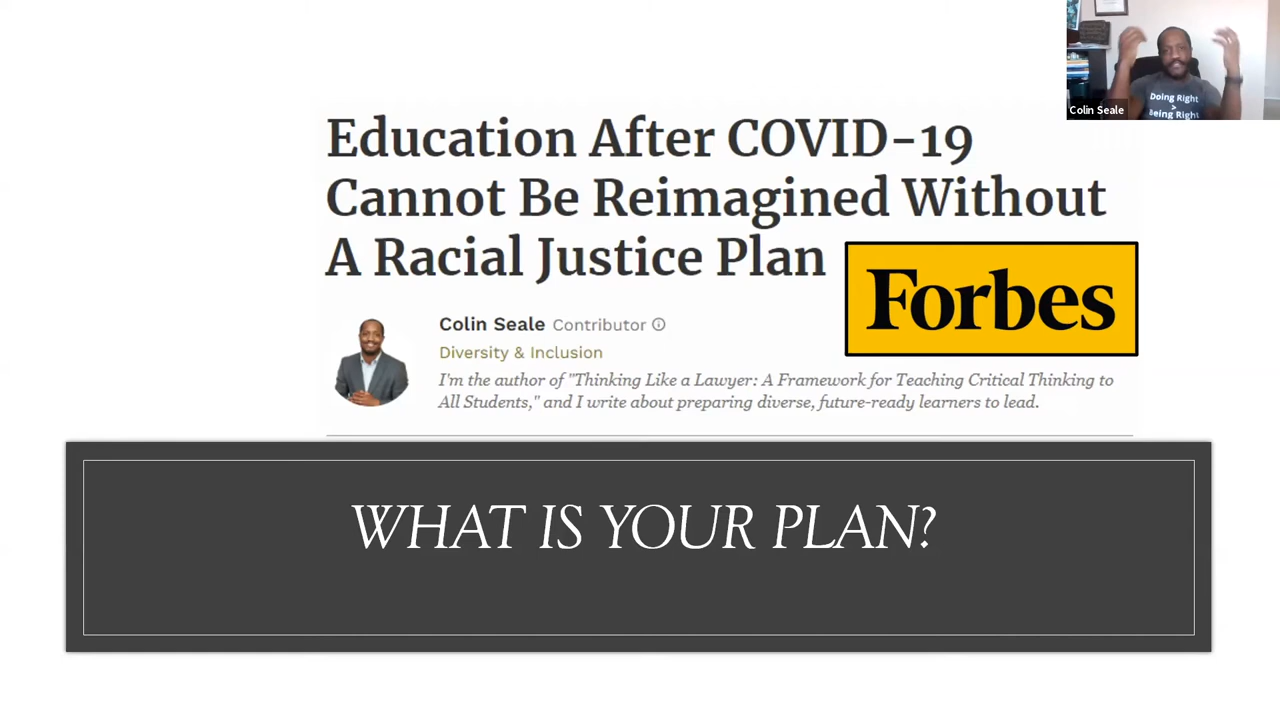 Doing Right
>
Being Right
Colin Seale
Education After COVID-19
Cannot Be Reimagined Without
A Racial Justice Plan
Forbes
Colin Seale Contributor
Diversity & Inclusion
I'm the author of "Thinking Like a Lawyer: A Framework for Teaching Critical Thinking to
All Students," and I write about preparing diverse, future-ready learners to lead.
WHAT IS YOUR PLAN?